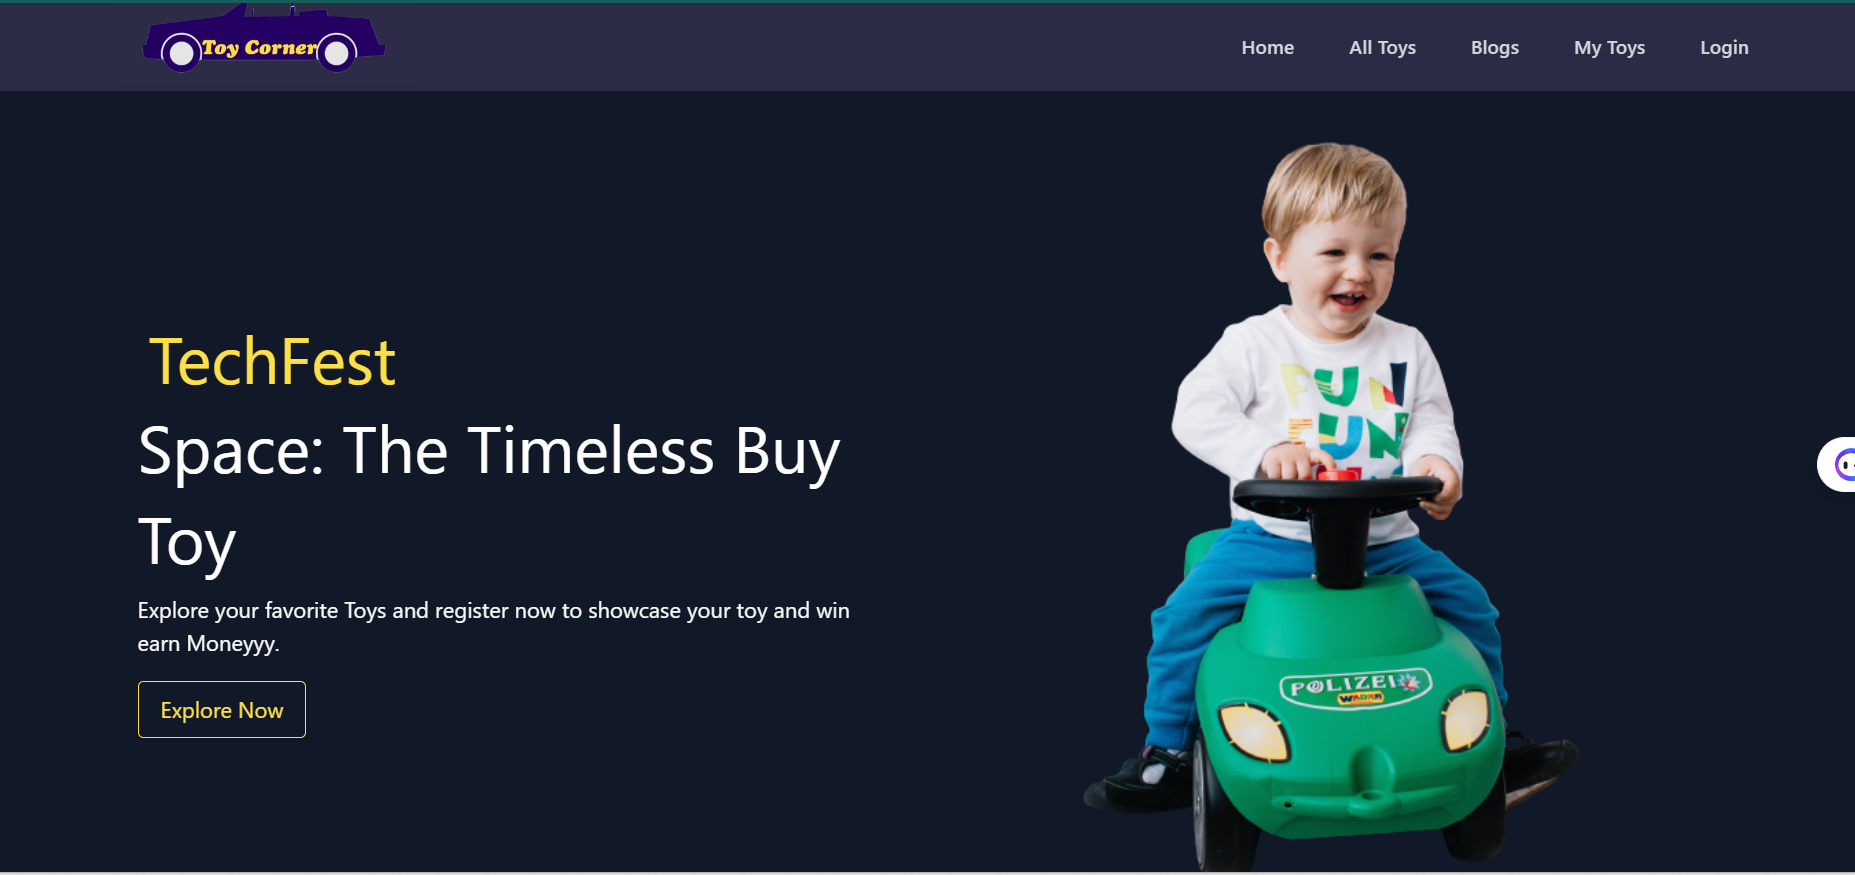 Toy Corner
Home
All Toys
Blogs
My Toys
Login
TechFest
Space: The Timeless Buy
Toy
Explore your favorite Toys and register now to showcase your toy and win
earn Moneyyy.
Explore Now
FUN
FUN
POLIZEI
WADER